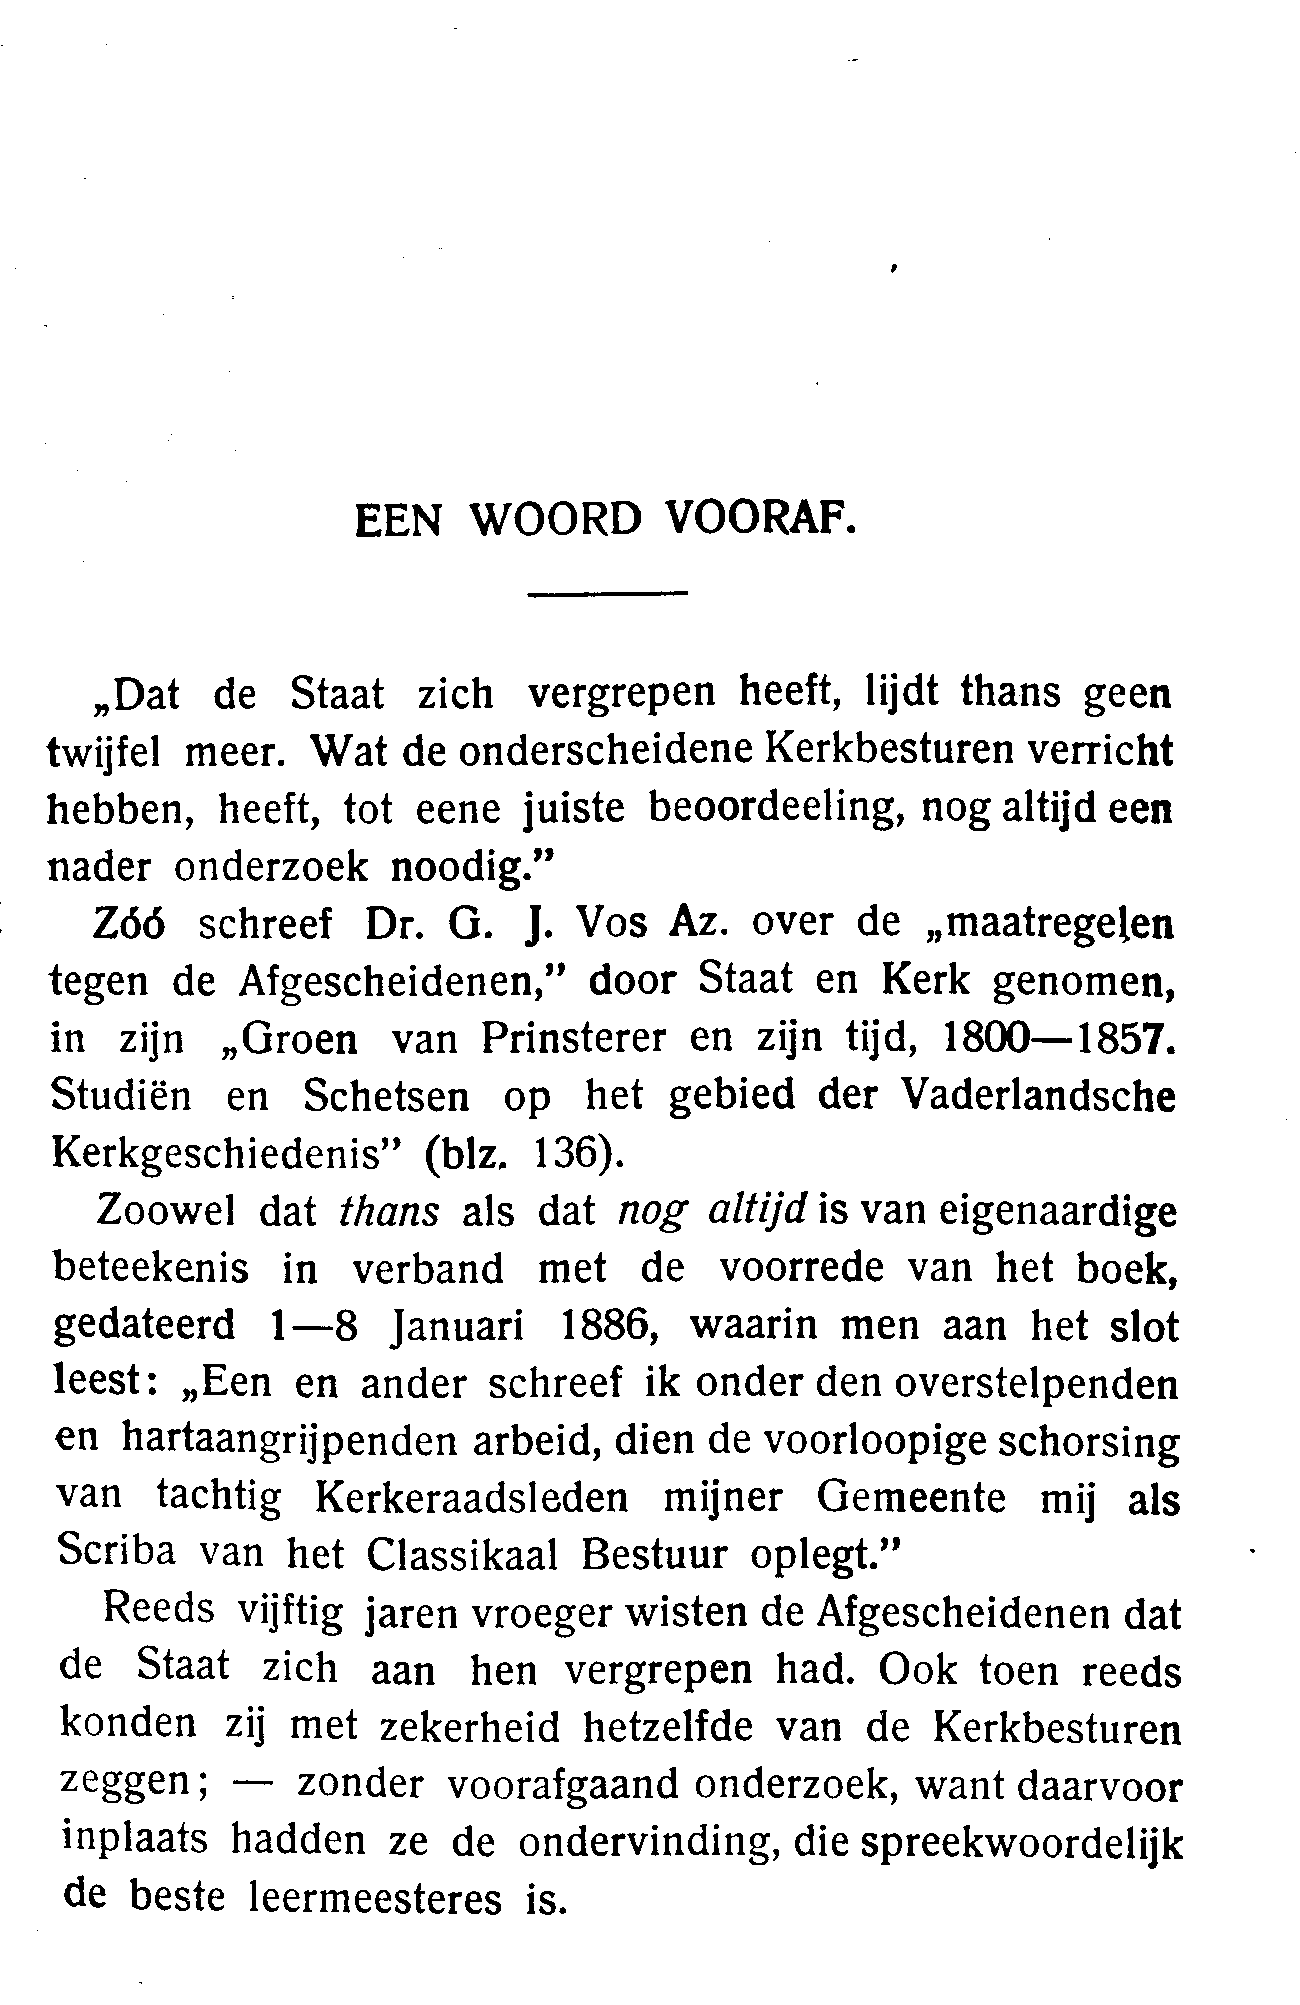 EEN WOORD VOORAF.
„Dat de Staat zich vergrepen heeft, lijdt thans geen
twijfel meer. Wat de onderscheidene Kerkbesturen verricht
hebben, heeft, tot eene juiste beoordeeling, nog altijd een
nader onderzoek noodig.”
Zóó schreef Dr. G. J. Vos Az. over de „maatregelen
tegen de Afgescheidenen,” door Staat en Kerk genomen,
in zijn „Groen van Prinsterer en zijn tijd, 1800—1857.
Studiën en Schetsen op het gebied der Vaderlandsche
Kerkgeschiedenis” (blz. 136).
Zoowel dat thans als dat nog altijd is van eigenaardige
beteekenis in verband met de voorrede van het boek,
gedateerd 1—8 Januari 1886, waarin men aan het slot
leest: „Een en ander schreef ik onder den overstelpenden
en hartaangrijpenden arbeid, dien de voorloopige schorsing
van tachtig Kerkeraadsleden mijner Gemeente mij als
Scriba van het Classikaal Bestuur oplegt.”
Reeds vijftig jaren vroeger wisten de Afgescheidenen dat
de Staat zich aan hen vergrepen had. Ook toen reeds
konden zij met zekerheid hetzelfde van de Kerkbesturen
zeggen; — zonder voorafgaand onderzoek, want daarvoor
inplaats hadden ze de ondervinding, die spreekwoordelijk
de beste leermeesteres is.